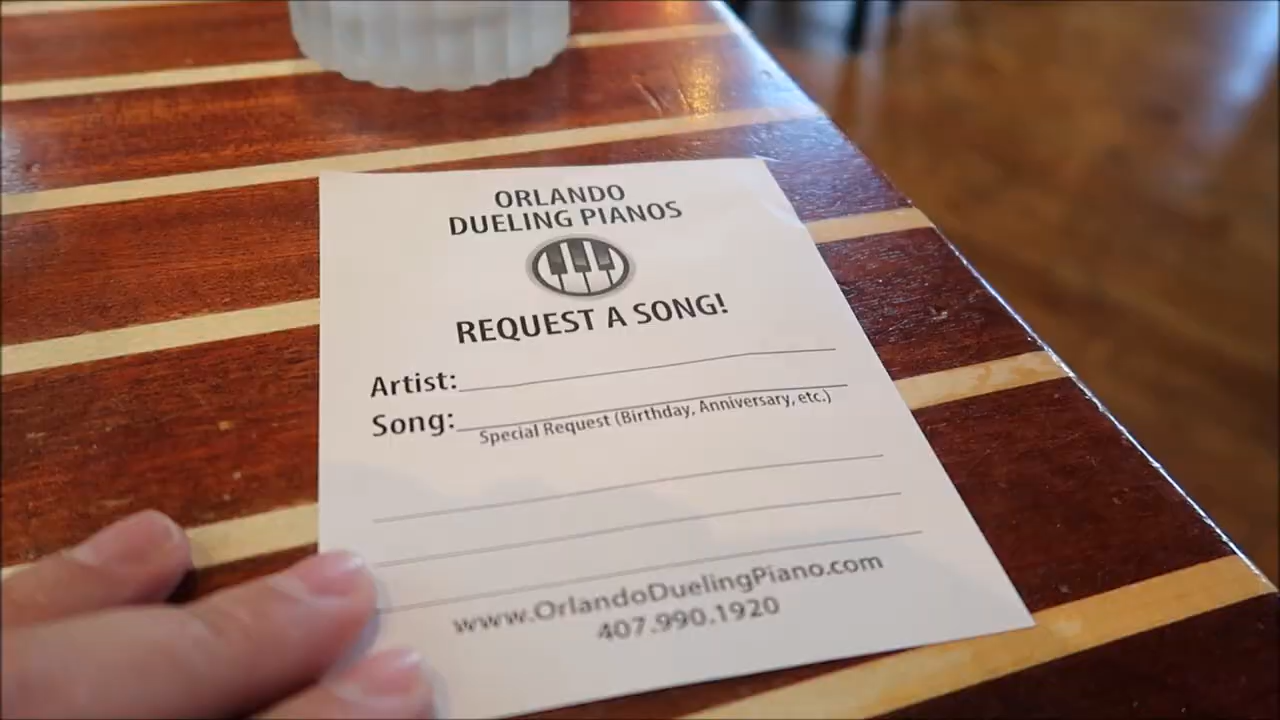 ORLANDO
DUELING PIANOS
REQUEST A SONG!
Artist:
Song:
Special Request (Birthday, Anniversary, etc.)
www.OrlandoDuelingPiano.com
407.990.1920